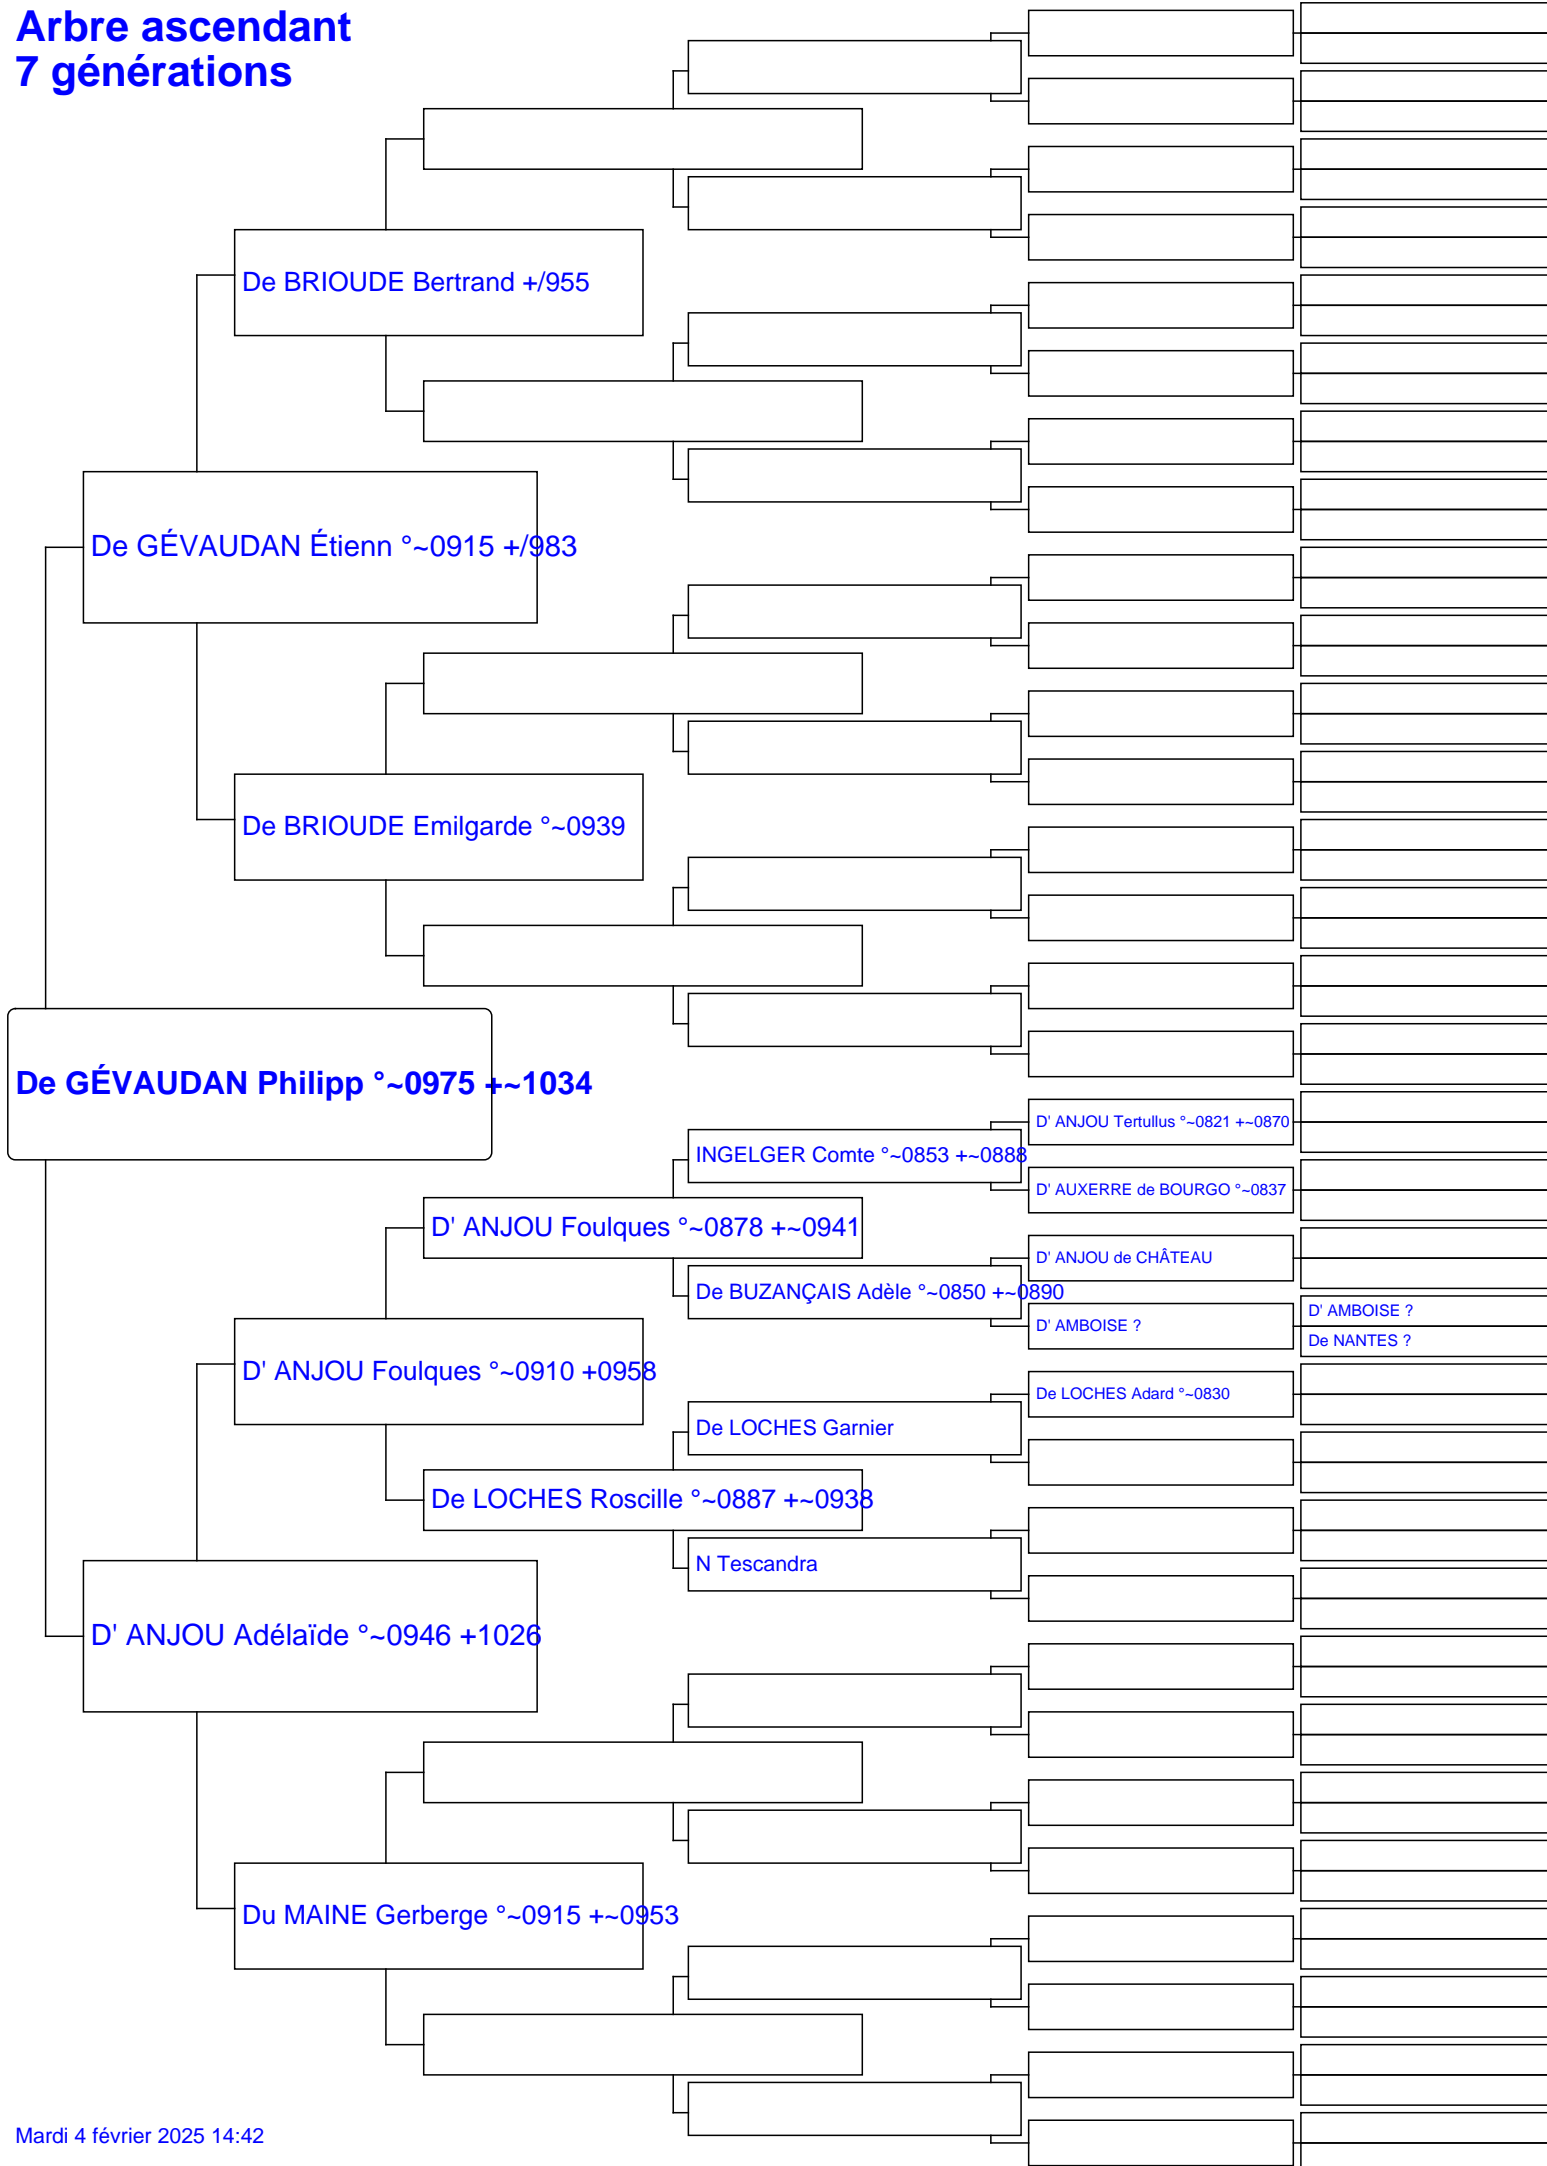 Arbre ascendant
7 générations
De BRIOUDE Bertrand +/955
De GÉVAUDAN Étienn °~0915 +/983
De BRIOUDE Emilgarde °~0939
De GÉVAUDAN Philipp °~0975 +~1034
D' ANJOU Tertullus °~0821 +~0870
INGELGER Comte °~0853 +~0888
D' AUXERRE de BOURGO °~0837
D' ANJOU Foulques °~0878 +~0941
D' ANJOU de CHÂTEAU
De BUZANÇAIS Adèle °~0850 +~0890
D' AMBOISE ?
D' AMBOISE ?
De NANTES ?
D' ANJOU Foulques °~0910 +0958
De LOCHES Adard °~0830
De LOCHES Garnier
De LOCHES Roscille °~0887 +~0938
N Tescandra
D' ANJOU Adélaïde °~0946 +1026
Du MAINE Gerberge °~0915 +~0953
Mardi 4 février 2025 14:42